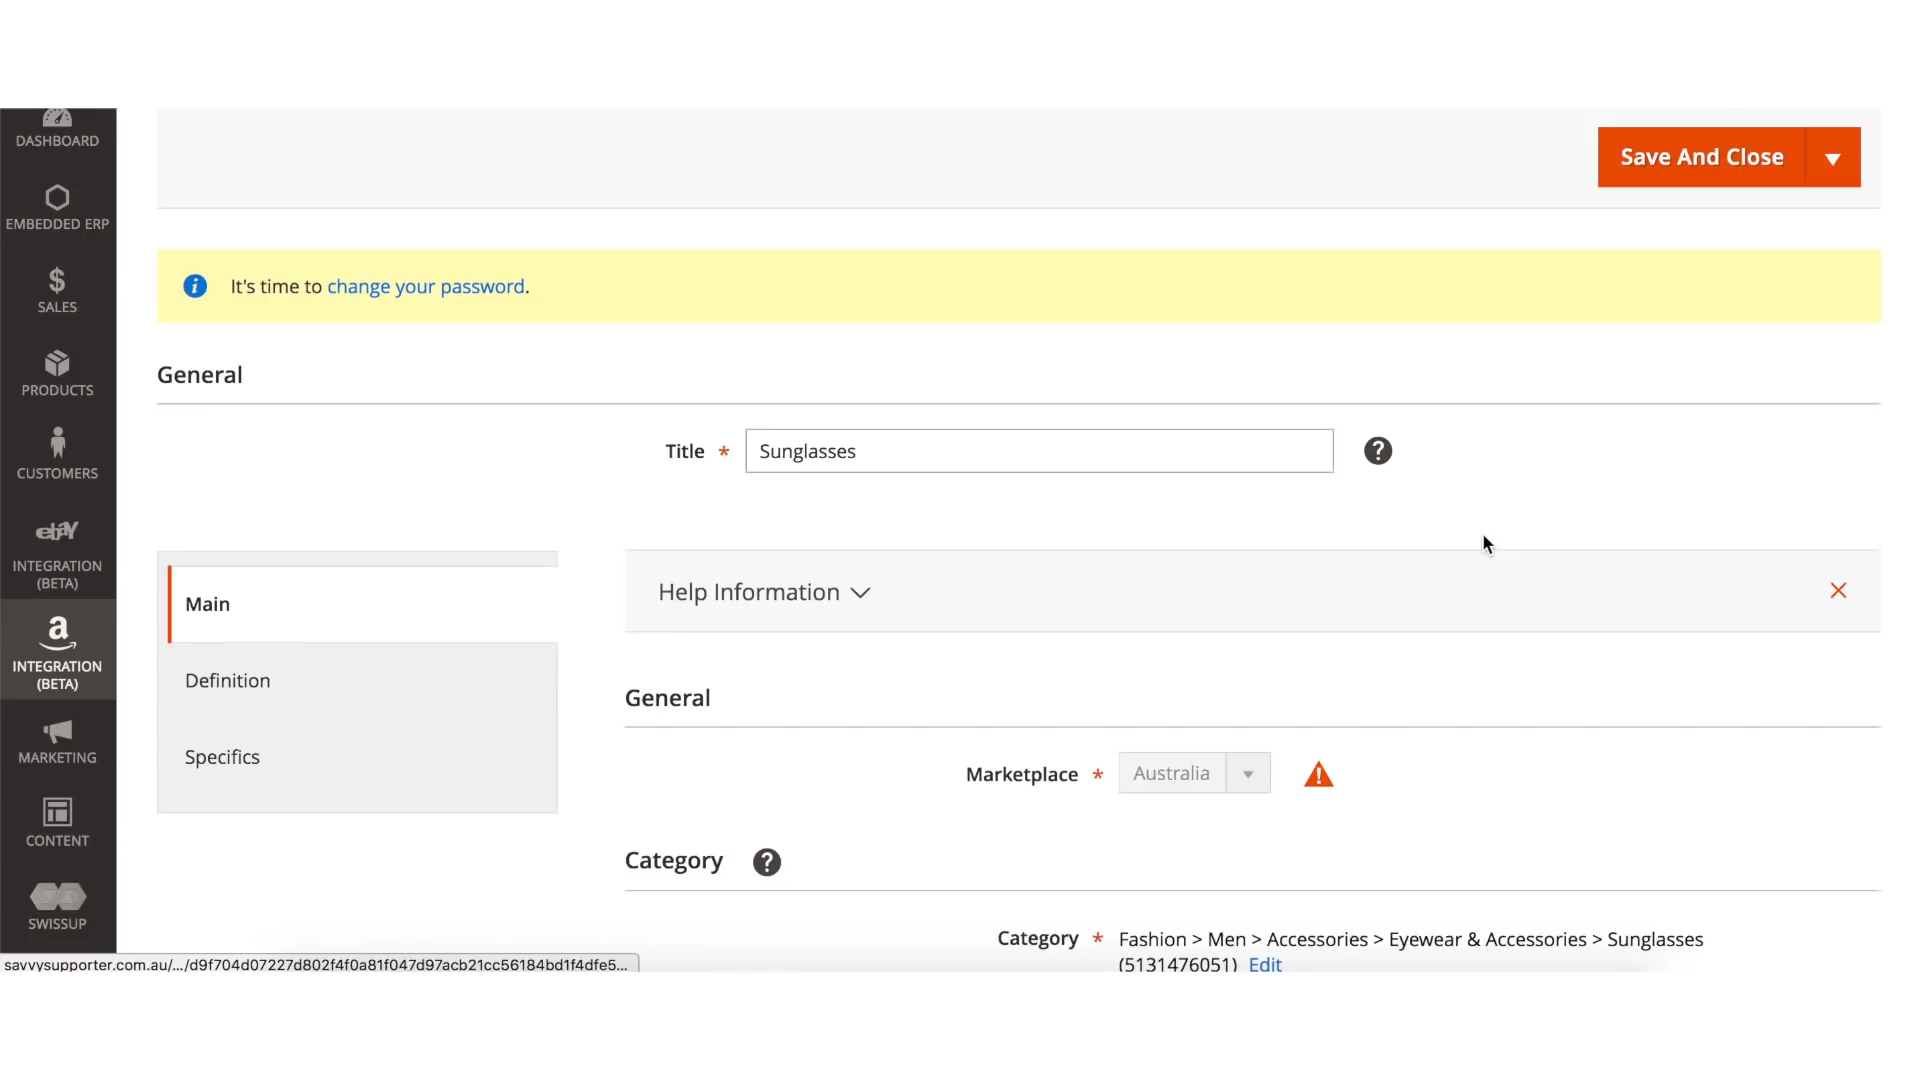 DASHBOARD
EMBEDDED ERP
$
SALES
PRODUCTS
CUSTOMERS
ebay
INTEGRATION
(BETA)
a
INTEGRATION
(BETA)
MARKETING
CONTENT
SWISSUP
Save And Close
i It's time to change your password.
General
Title * Sunglasses ?
Main
Definition
Specifics
Help Information
General
Marketplace * Australia !
Category ?
Category * Fashion > Men > Accessories > Eyewear & Accessories > Sunglasses
(5131476051) Edit
savvysupporter.com.au/.../d9f704d07227d802f4f0a81f047d97acb21cc56184bd1f4dfe5...